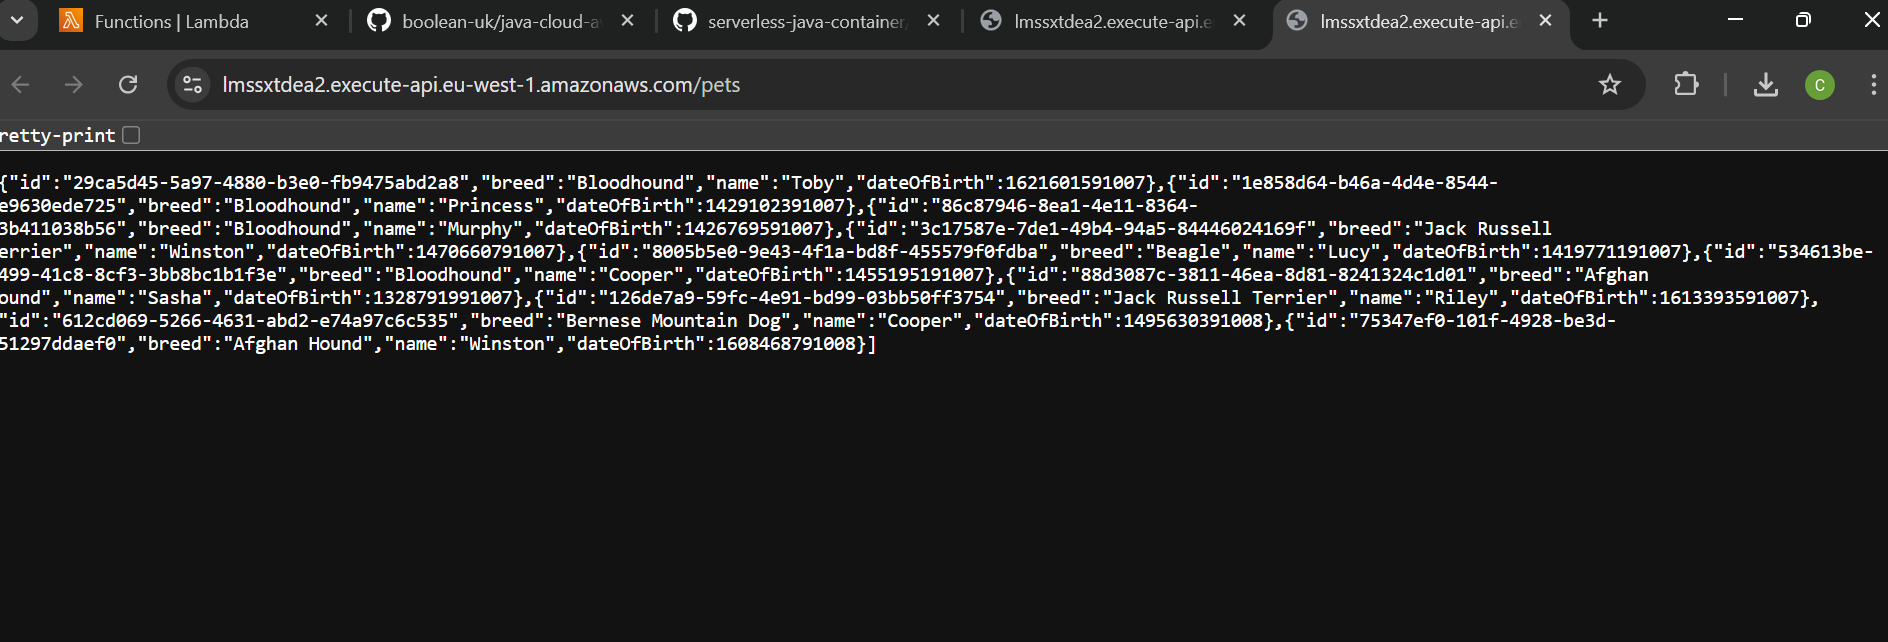 Functions | Lambda
boolean-uk/java-cloud-a
serverless-java-container
lmssxtdea2.execute-api.e
lmssxtdea2.execute-api.e
lmssxtdea2.execute-api.eu-west-1.amazonaws.com/pets
C
retty-print
{"id":"29ca5d45-5a97-4880-b3e0-fb9475abd2a8","breed":"Bloodhound","name":"Toby","dateOfBirth":1621601591007},{"id":"1e858d64-b46a-4d4e-8544-
e9630ede725","breed":"Bloodhound","name":"Princess","dateOfBirth":1429102391007},{"id":"86c87946-8ea1-4e11-8364-
3b411038b56","breed":"Bloodhound","name":"Murphy","dateOfBirth":1426769591007},{"id":"3c17587e-7de1-49b4-94a5-84446024169f","breed":"Jack Russell
errier","name":"Winston","dateOfBirth":1470660791007},{"id":"8005b5e0-9e43-4f1a-bd8f-455579f0fdba","breed":"Beagle","name":"Lucy","dateOfBirth":1419771191007},{"id":"534613be-
499-41c8-8cf3-3bb8bc1b1f3e","breed":"Bloodhound","name":"Cooper","dateOfBirth":1455195191007},{"id":"88d3087c-3811-46ea-8d81-8241324c1d01","breed":"Afghan
ound","name":"Sasha","dateOfBirth":1328791991007},{"id":"126de7a9-59fc-4e91-bd99-03bb50ff3754","breed":"Jack Russell Terrier","name":"Riley","dateOfBirth":1613393591007},
"id":"612cd069-5266-4631-abd2-e74a97c6c535","breed":"Bernese Mountain Dog","name":"Cooper","dateOfBirth":1495630391008},{"id":"75347ef0-101f-4928-be3d-
51297ddaef0","breed":"Afghan Hound","name":"Winston","dateOfBirth":1608468791008}]